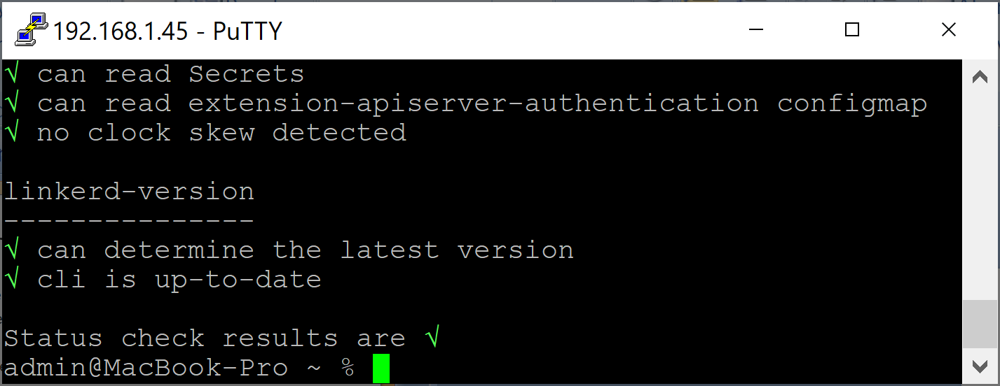 192.168.1.45 - PuTTY
√ can read Secrets
√ can read extension-apiserver-authentication configmap
√ no clock skew detected
linkerd-version
---------------
√ can determine the latest version
√ cli is up-to-date
Status check results are √
admin@MacBook-Pro ~ %